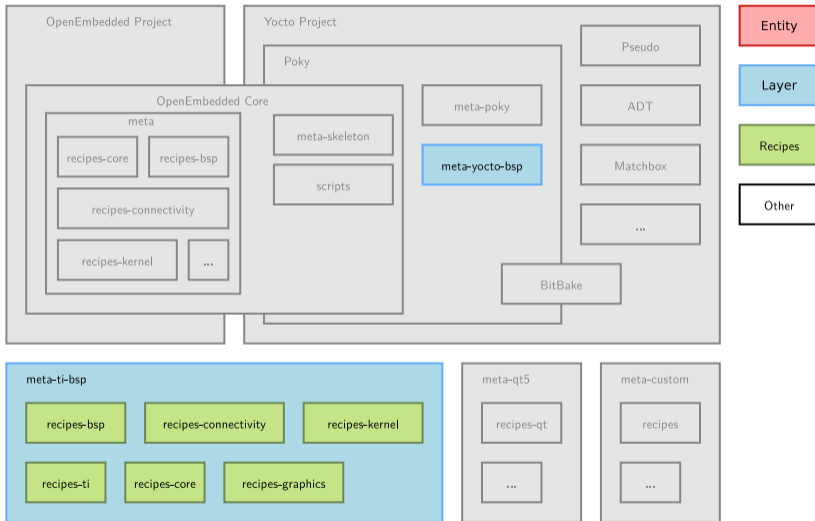 OpenEmbedded Project
Yocto Project
Entity
Pseudo
Poky
Layer
OpenEmbedded Core
meta-poky
ADT
meta
meta-skeleton
recipes-core
recipes-bsp
meta-yocto-bsp
Matchbox
Recipes
scripts
recipes-connectivity
Other
...
recipes-kernel
...
BitBake
meta-ti-bsp
meta-qt5
meta-custom
recipes-bsp
recipes-connectivity
recipes-kernel
recipes-qt
recipes
recipes-ti
recipes-core
recipes-graphics
...
...